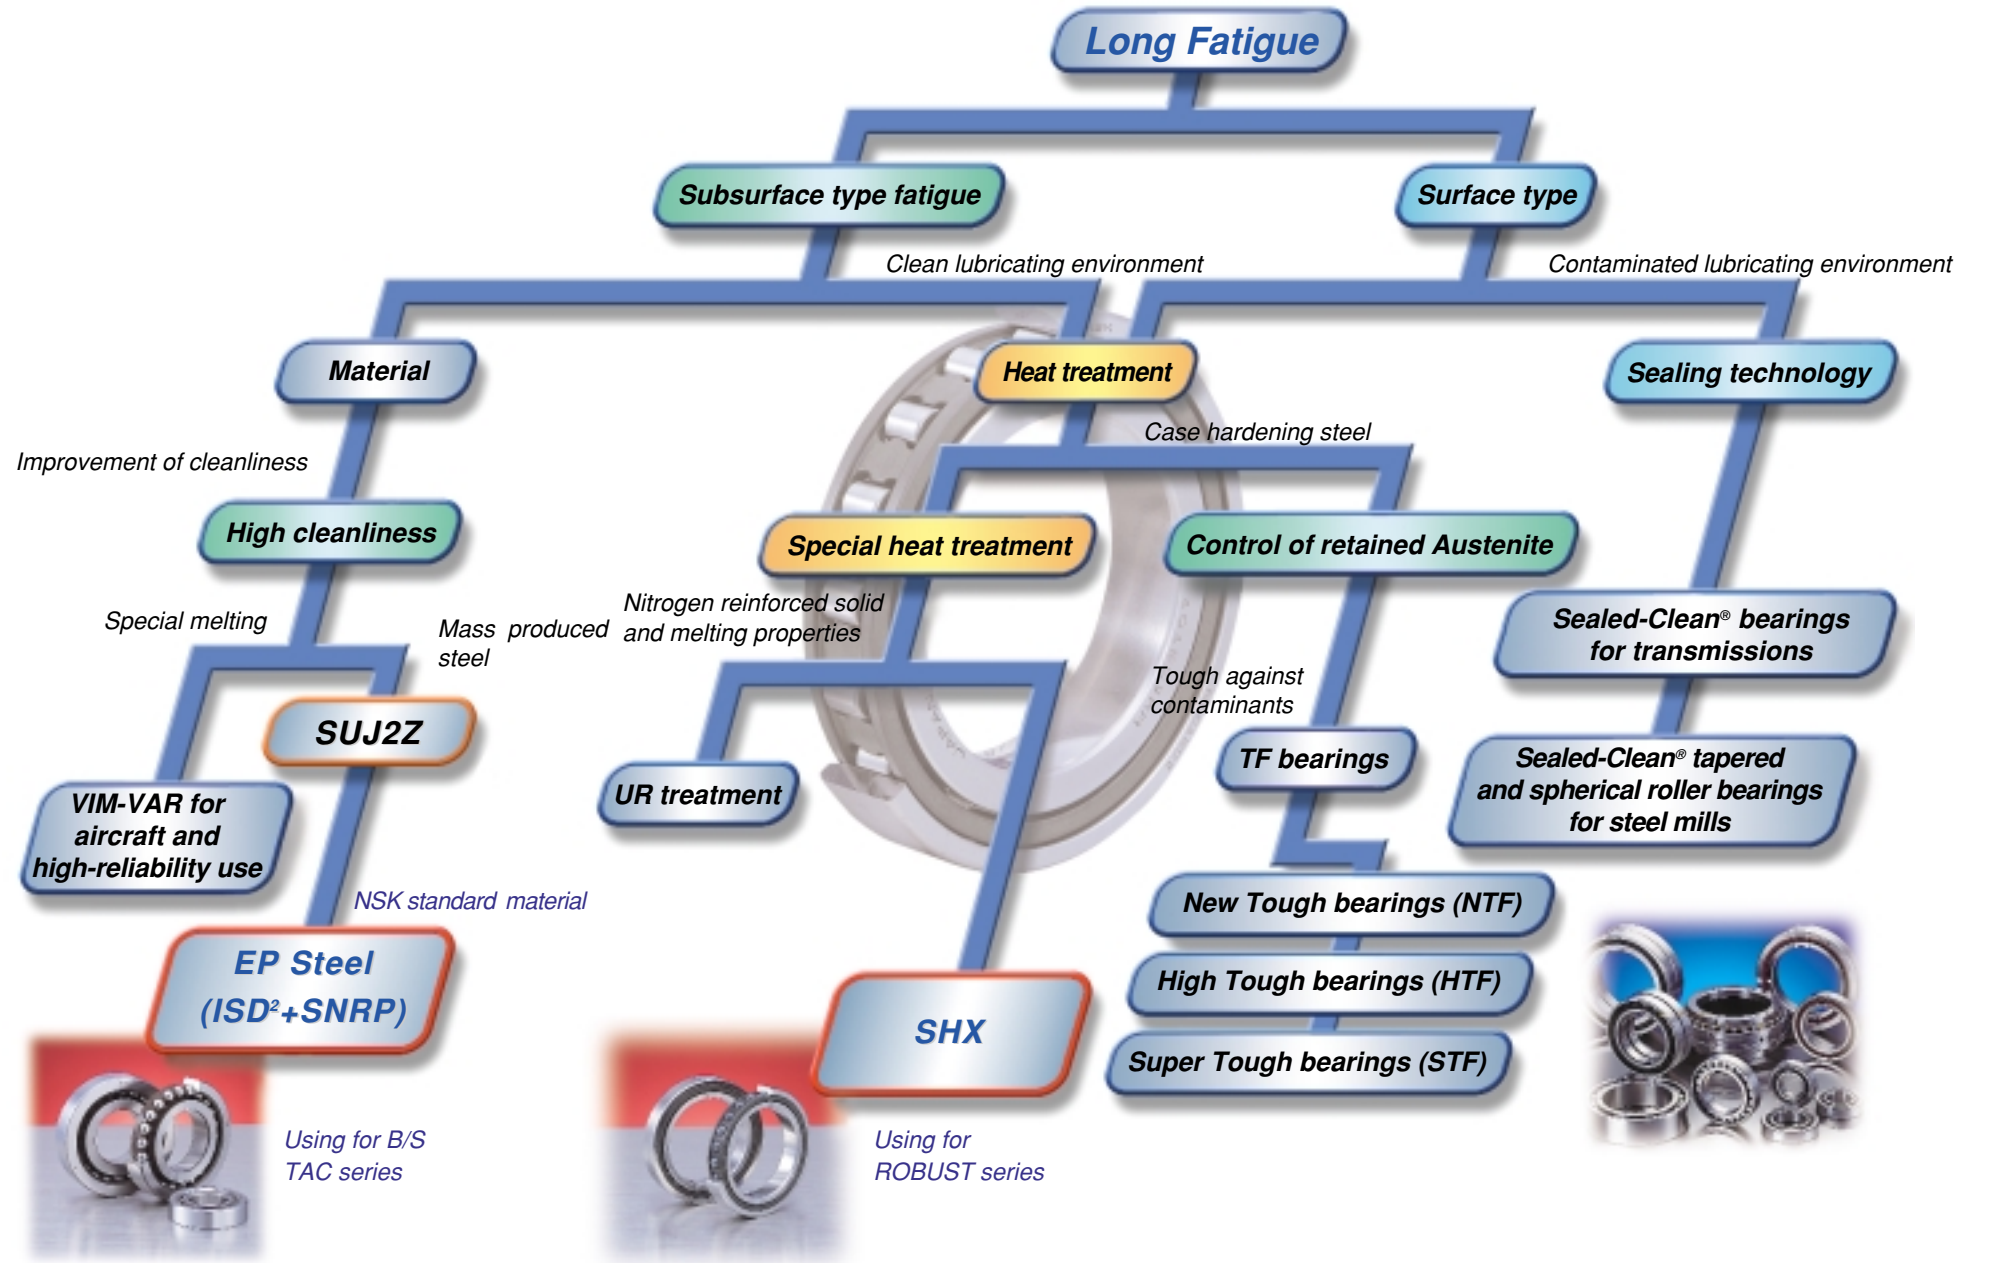 Long Fatigue
Subsurface type fatigue
Surface type
Clean lubricating environment
Contaminated lubricating environment
Material
Heat treatment
Sealing technology
Case hardening steel
Improvement of cleanliness
High cleanliness
Special heat treatment
Control of retained Austenite
Special melting
Mass produced
steel
Nitrogen reinforced solid
and melting properties
Sealed-Clean® bearings
for transmissions
Tough against
contaminants
SUJ2Z
TF bearings
Sealed-Clean® tapered
and spherical roller bearings
for steel mills
UR treatment
VIM-VAR for
aircraft and
high-reliability use
NSK standard material
New Tough bearings (NTF)
EP Steel
(ISD²+SNRP)
High Tough bearings (HTF)
SHX
Super Tough bearings (STF)
Using for B/S
TAC series
Using for
ROBUST series